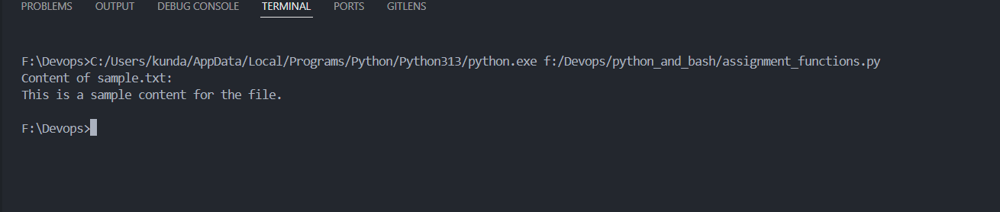 PROBLEMS OUTPUT DEBUG CONSOLE TERMINAL PORTS GITLENS
F:\Devops>C:/Users/kunda/AppData/Local/Programs/Python/Python313/python.exe f:/Devops/python_and_bash/assignment_functions.py
Content of sample.txt:
This is a sample content for the file.
F:\Devops>